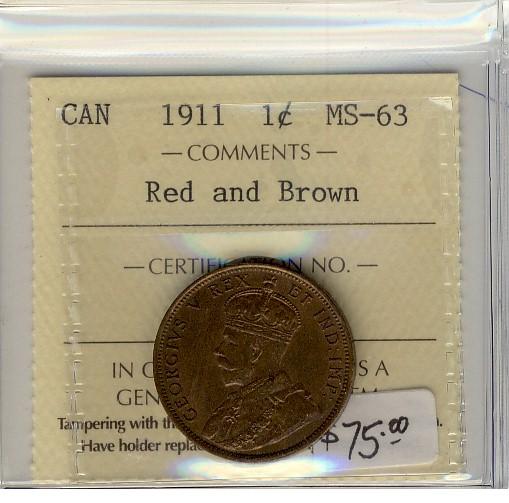 CAN 1911 1¢ MS-63
— COMMENTS —
Red and Brown
— CERTIFICATION NO. —
GEORGIVS V REX ET IND: IMP:
IN S A
GEN
Tampering with th
Have holder repla
$75.00